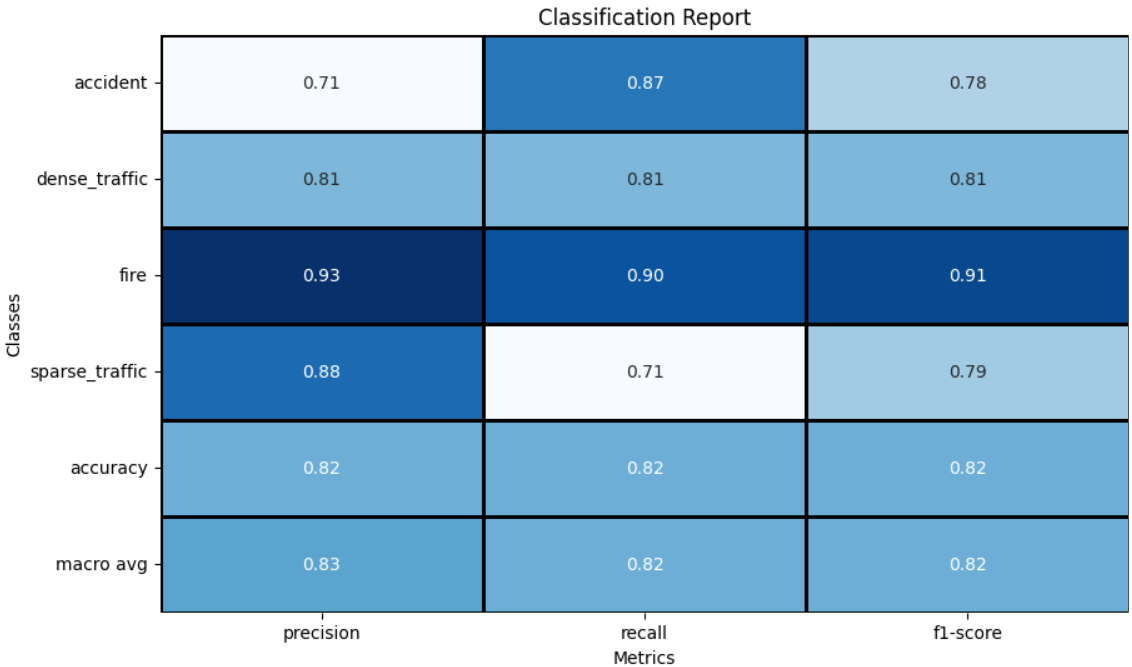 Classification Report
Classes
accident 0.71 0.87 0.78
dense_traffic 0.81 0.81 0.81
fire 0.93 0.90 0.91
sparse_traffic 0.88 0.71 0.79
accuracy 0.82 0.82 0.82
macro avg 0.83 0.82 0.82
precision recall f1-score
Metrics